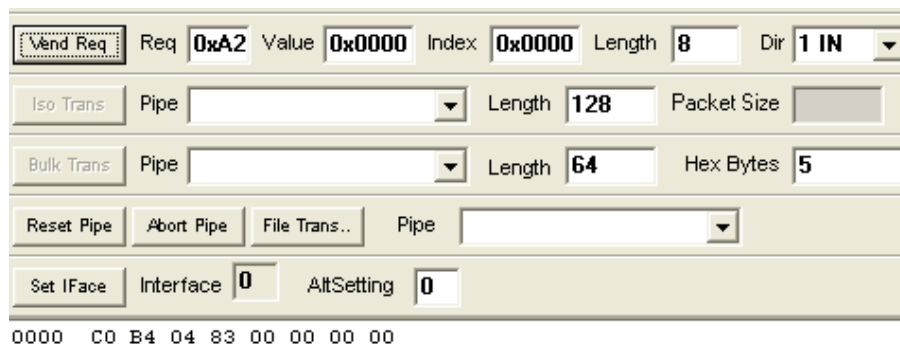 Vend Req Req 0xA2 Value 0x0000 Index 0x0000 Length 8 Dir 1 IN
Iso Trans Pipe Length 128 Packet Size
Bulk Trans Pipe Length 64 Hex Bytes 5
Reset Pipe Abort Pipe File Trans.. Pipe
Set IFace Interface 0 AltSetting 0
0000 C0 B4 04 83 00 00 00 00